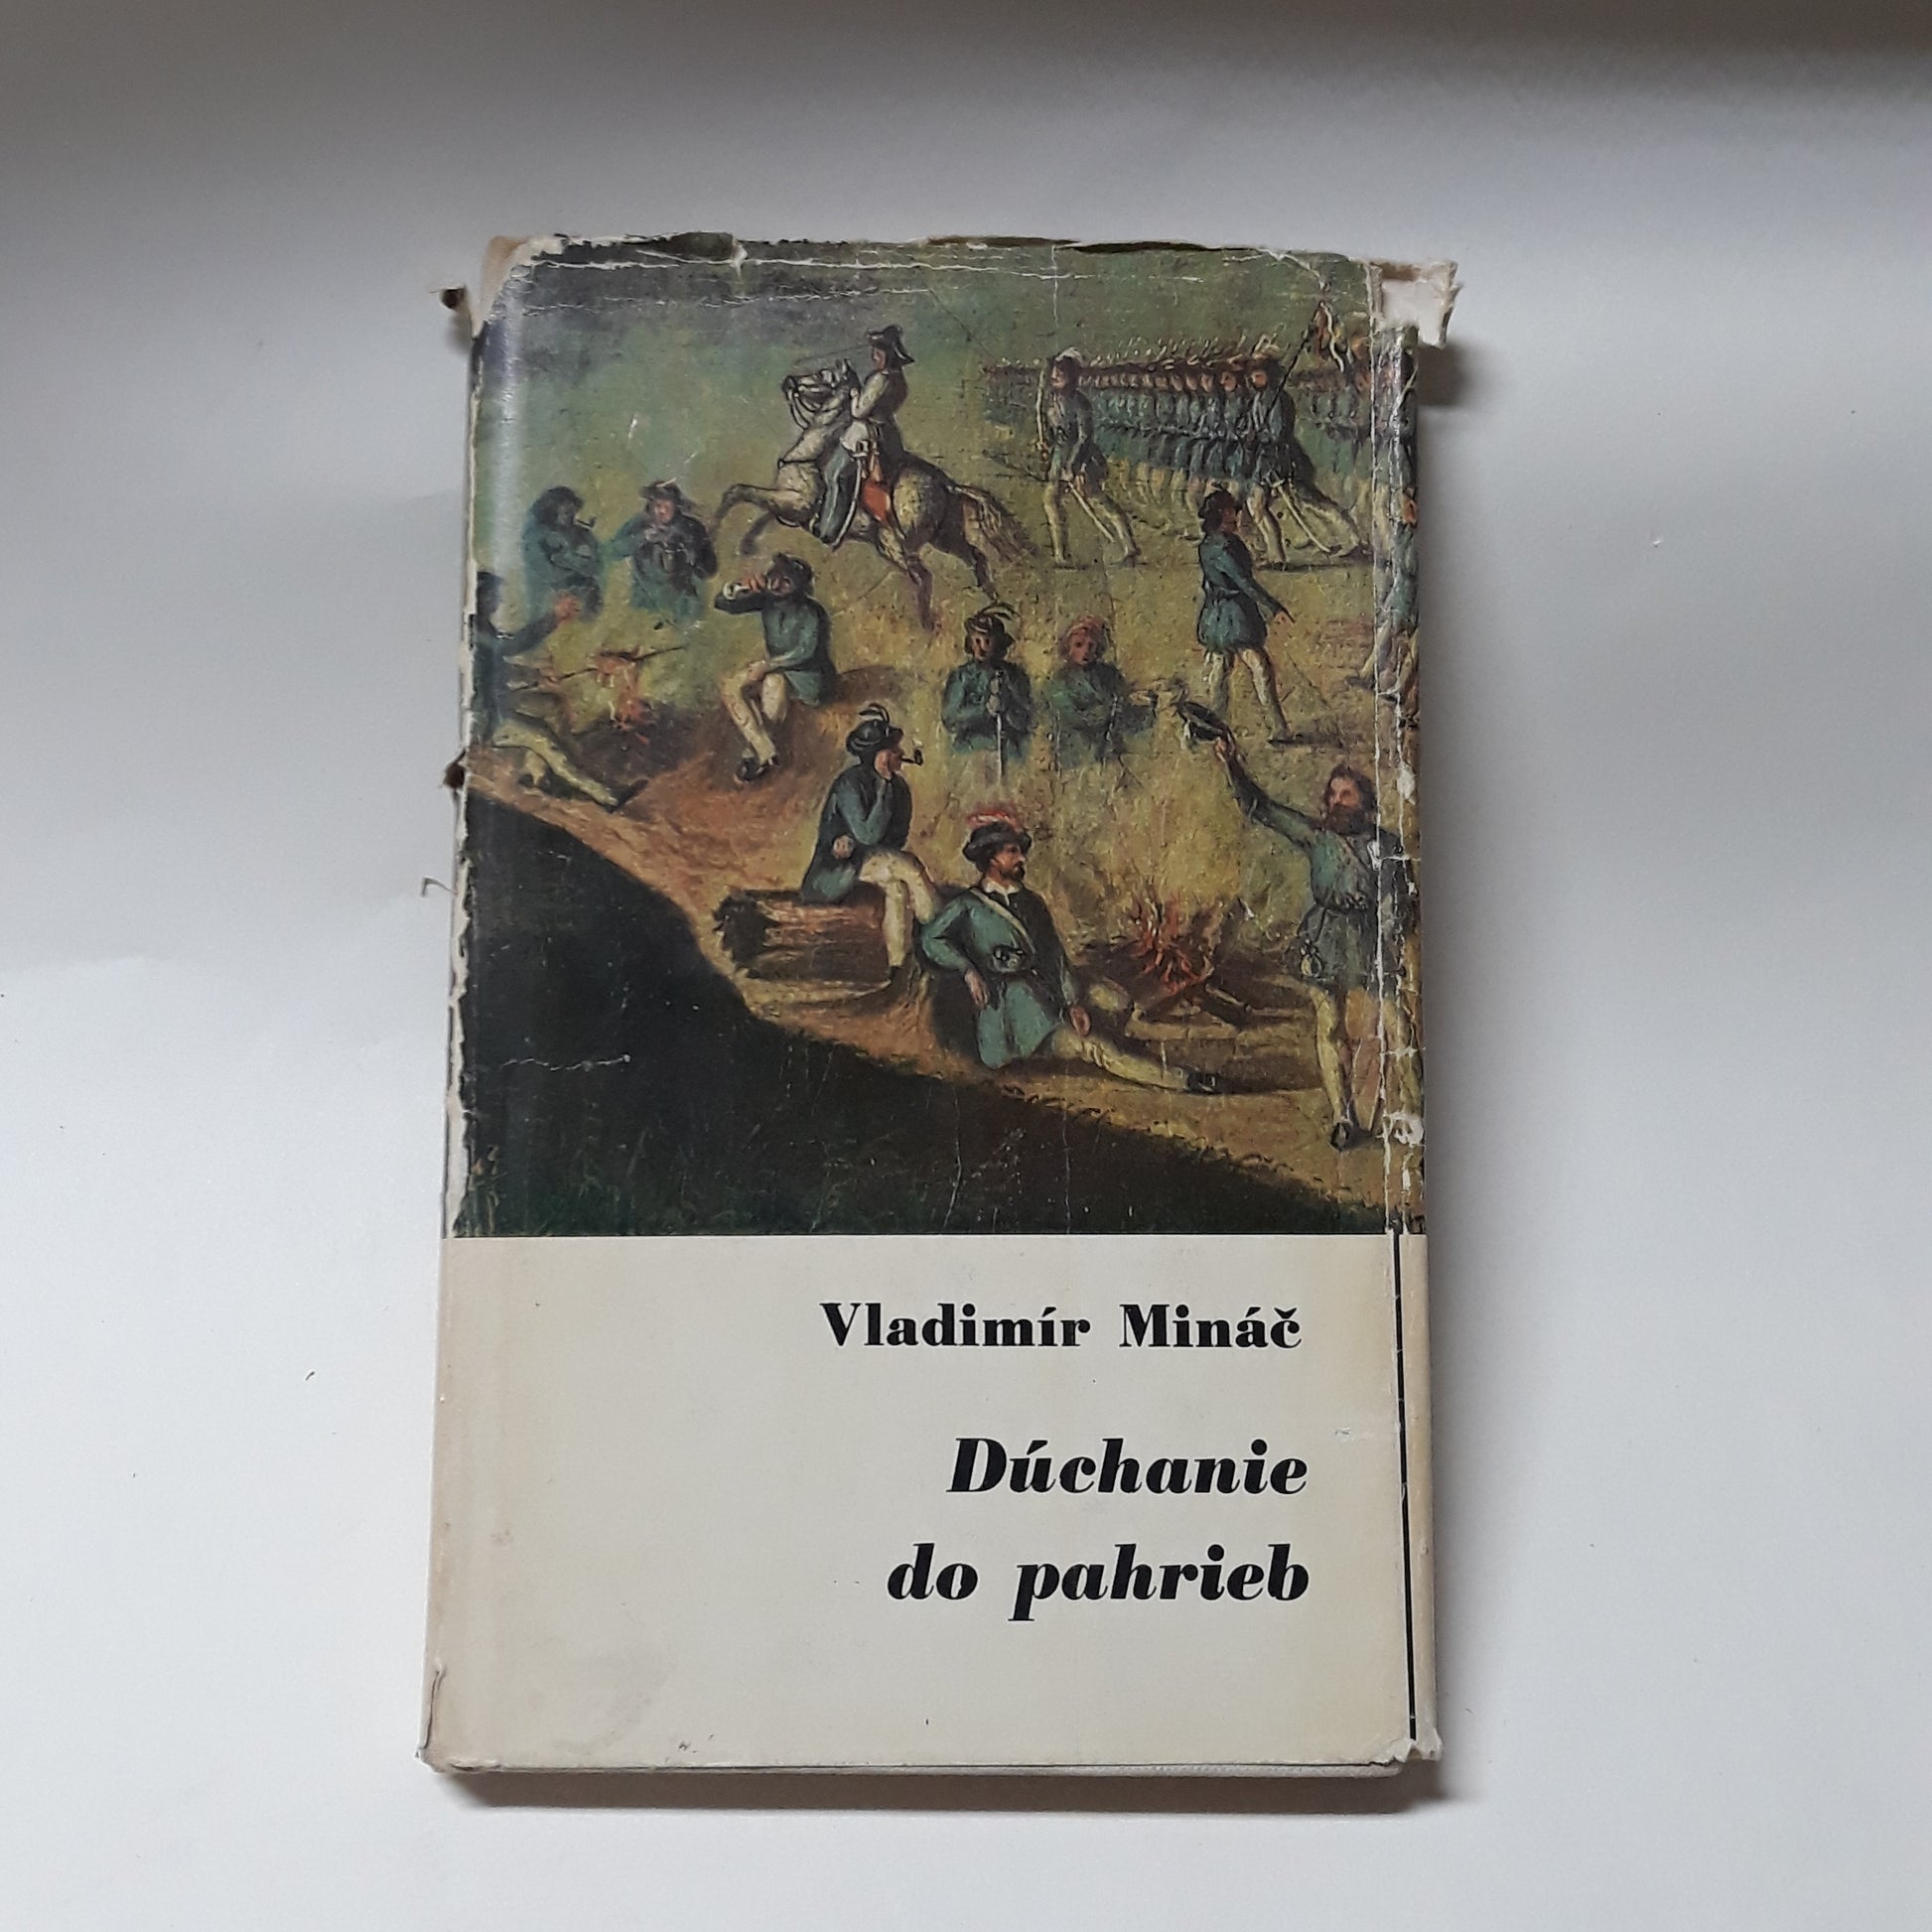 Vladimír Mináč
Dúchanie
do pahrieb